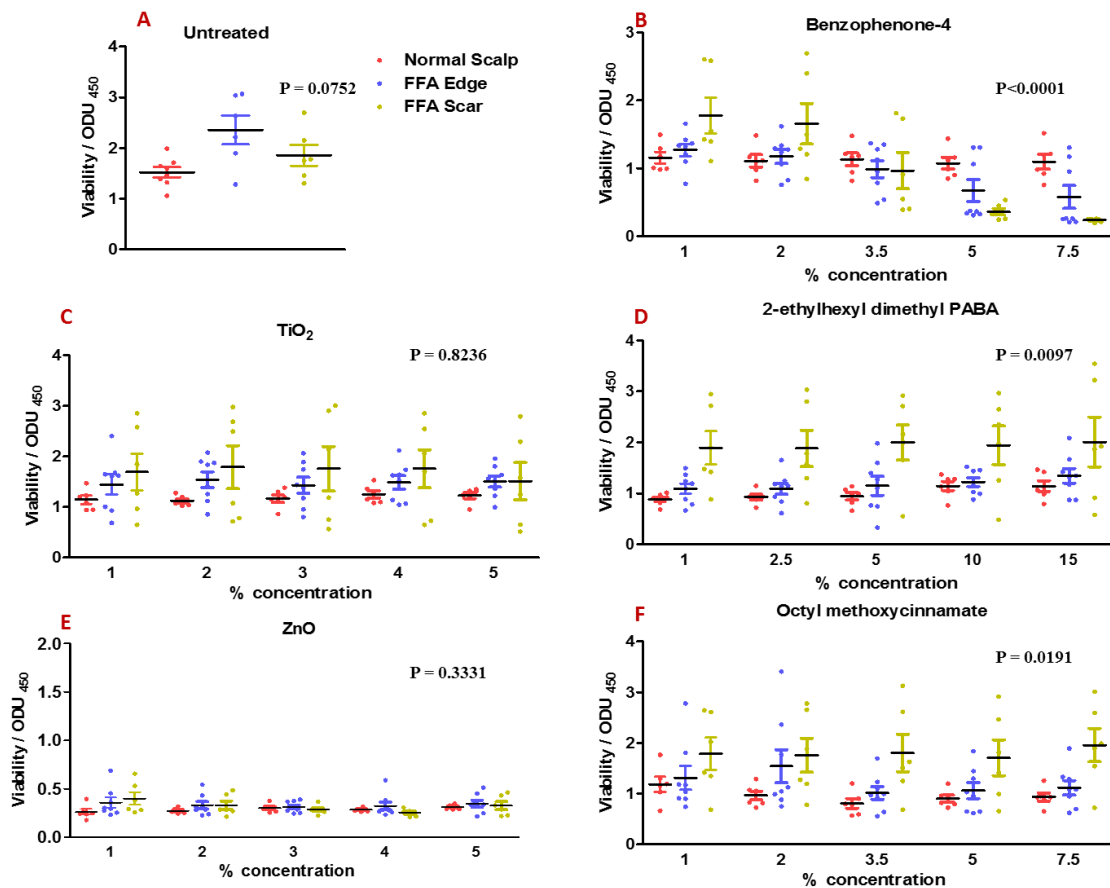 A
Untreated
Viability / ODU 450
4
3
2
1
0
P = 0.0752
Normal Scalp
FFA Edge
FFA Scar
B
Benzophenone-4
Viability / ODU 450
3
2
1
0
P<0.0001
1 2 3.5 5 7.5
% concentration
C
TiO2
Viability / ODU 450
4
3
2
1
0
P = 0.8236
1 2 3 4 5
% concentration
D
2-ethylhexyl dimethyl PABA
Viability / ODU 450
4
3
2
1
0
P = 0.0097
1 2.5 5 10 15
% concentration
E
ZnO
Viability / ODU 450
2.0
1.5
1.0
0.5
0.0
P = 0.3331
1 2 3 4 5
% concentration
F
Octyl methoxycinnamate
Viability / ODU 450
4
3
2
1
0
P = 0.0191
1 2 3.5 5 7.5
% concentration